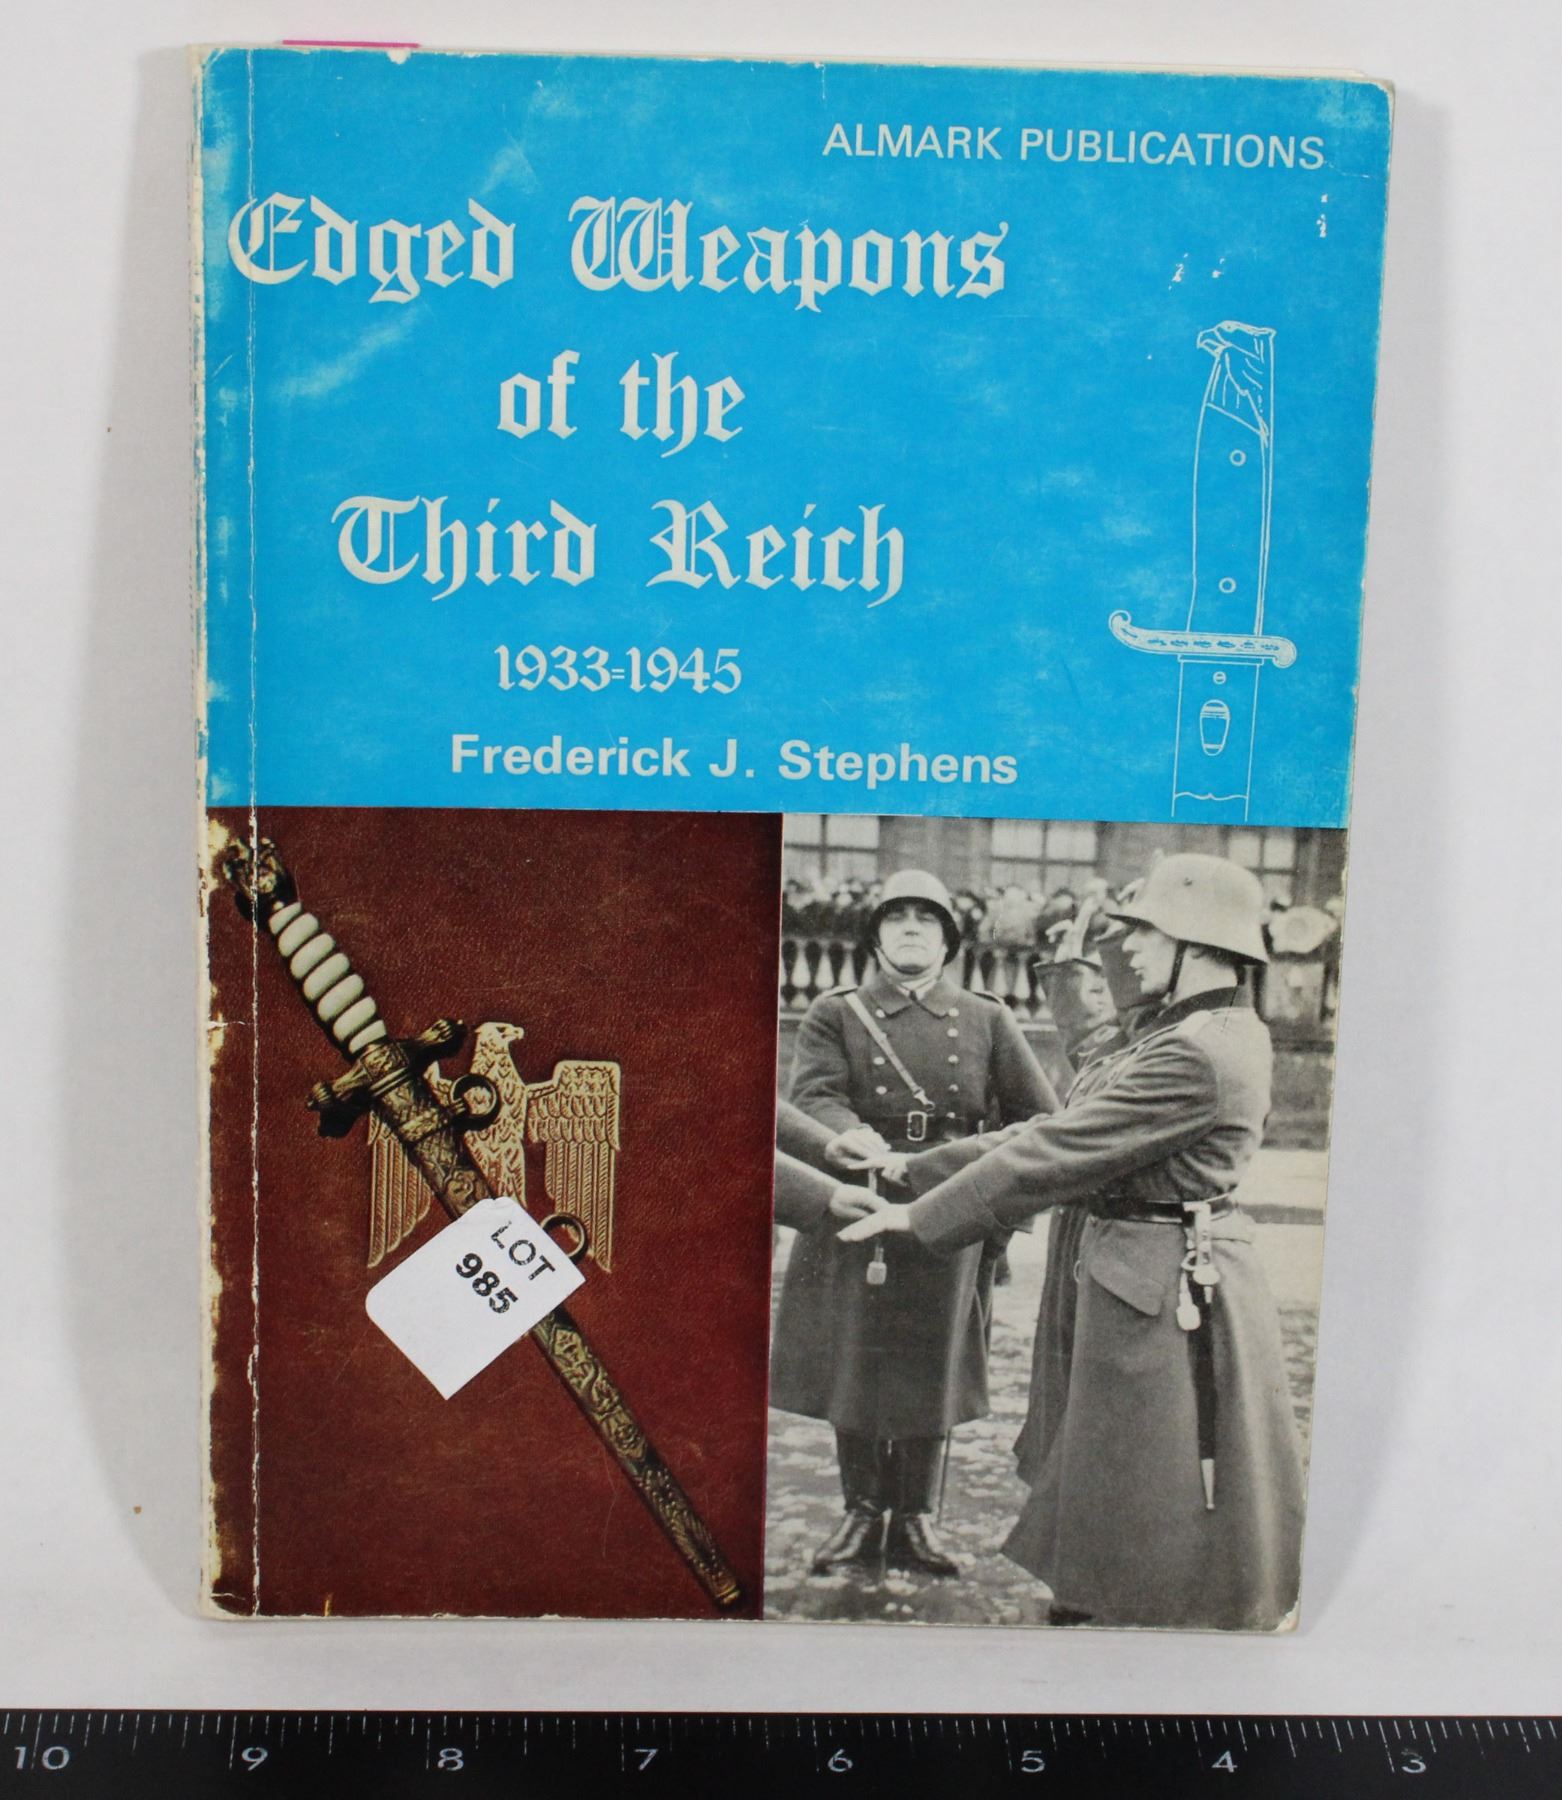 ALMARK PUBLICATIONS
Edged Weapons
of the
Third Reich
1933=1945
Frederick J. Stephens
LOT
985
10 9 8 7 6 5 4 3